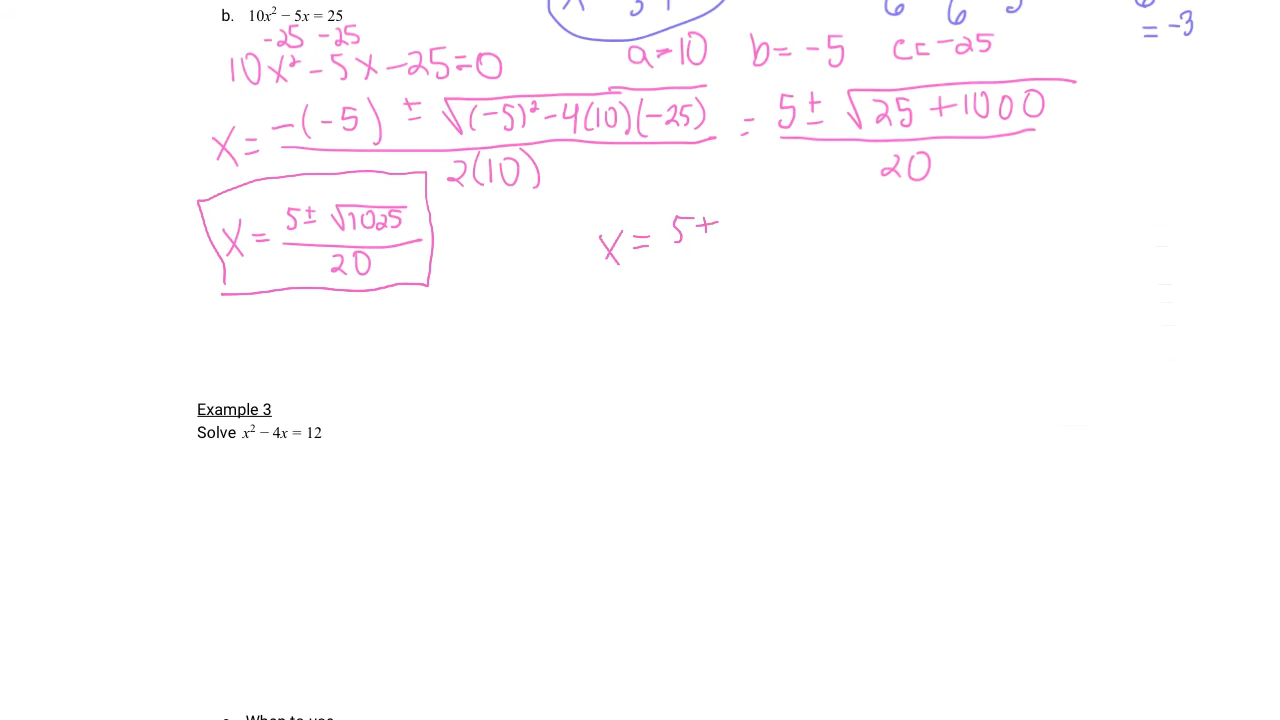 b. 10x² − 5x = 25
-25 -25
= -3
10x² - 5x - 25 = 0
a = 10 b = -5 c = -25
x = -(-5) ± √(-5)² - 4(10)(-25) / 2(10) = 5 ± √25 + 1000 / 20
x = 5 ± √1025 / 20
x = 5 +
Example 3
Solve x² − 4x = 12